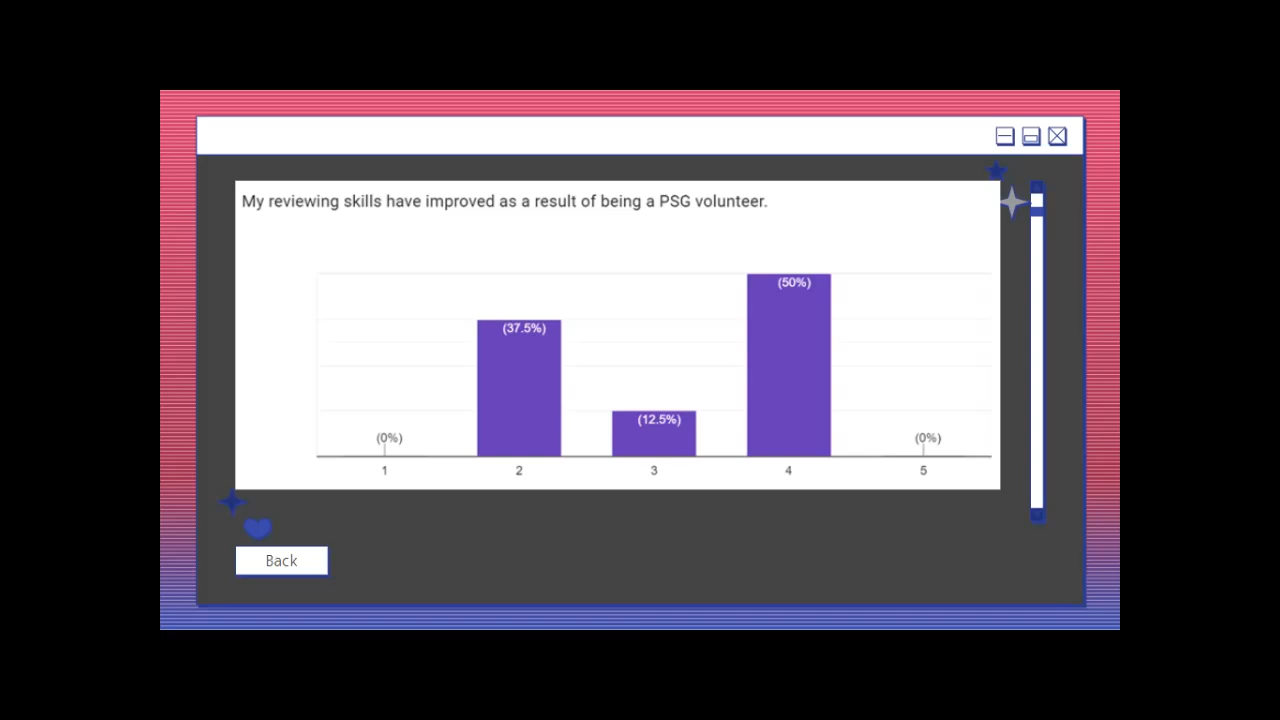 My reviewing skills have improved as a result of being a PSG volunteer.
(50%)
(37.5%)
(12.5%)
(0%)
(0%)
1 2 3 4 5
Back